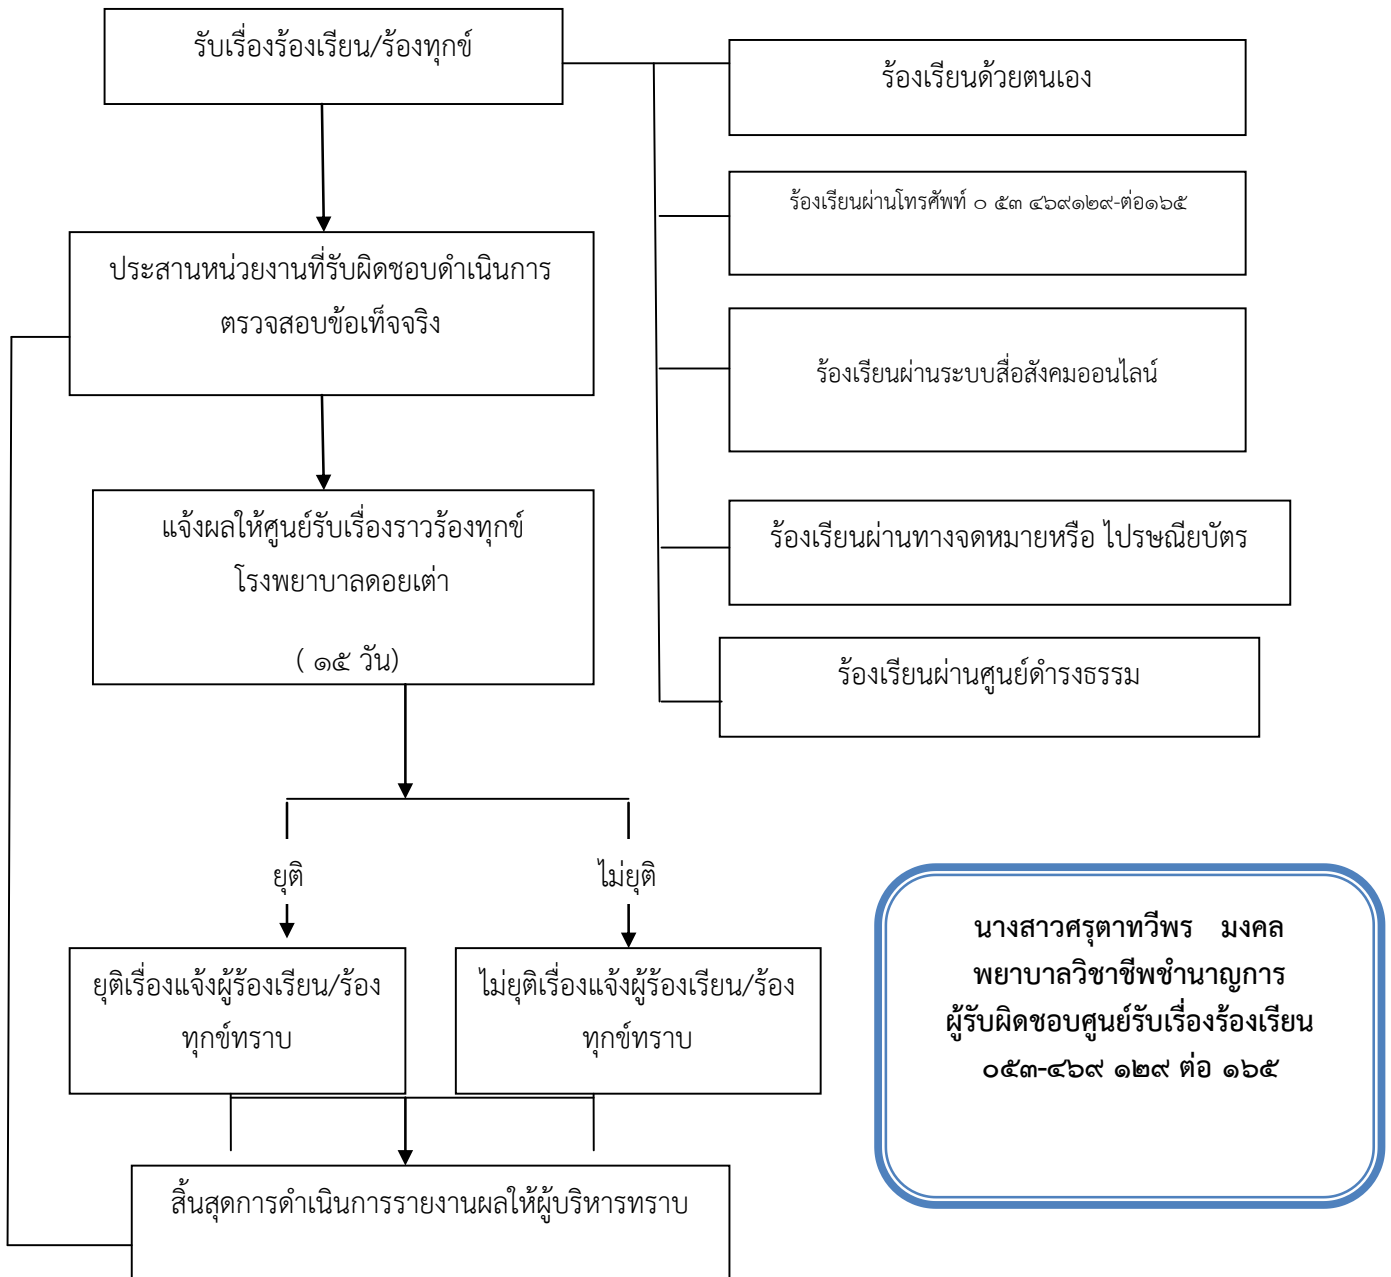 รับเรื่องร้องเรียน/ร้องทุกข์
ร้องเรียนด้วยตนเอง
ร้องเรียนผ่านโทรศัพท์ ๐ ๕๓ ๔๖๙๑๒๙-ต่อ๑๖๕
ประสานหน่วยงานที่รับผิดชอบดำเนินการ
ตรวจสอบข้อเท็จจริง
ร้องเรียนผ่านระบบสื่อสังคมออนไลน์
แจ้งผลให้ศูนย์รับเรื่องราวร้องทุกข์
โรงพยาบาลดอยเต่า
( ๑๕ วัน)
ร้องเรียนผ่านทางจดหมายหรือ ไปรษณียบัตร
ร้องเรียนผ่านศูนย์ดำรงธรรม
ยุติ
ไม่ยุติ
ยุติเรื่องแจ้งผู้ร้องเรียน/ร้อง
ทุกข์ทราบ
ไม่ยุติเรื่องแจ้งผู้ร้องเรียน/ร้อง
ทุกข์ทราบ
นางสาวศรุตาทวีพร มงคล
พยาบาลวิชาชีพชำนาญการ
ผู้รับผิดชอบศูนย์รับเรื่องร้องเรียน
๐๕๓-๔๖๙ ๑๒๙ ต่อ ๑๖๕
สิ้นสุดการดำเนินการรายงานผลให้ผู้บริหารทราบ